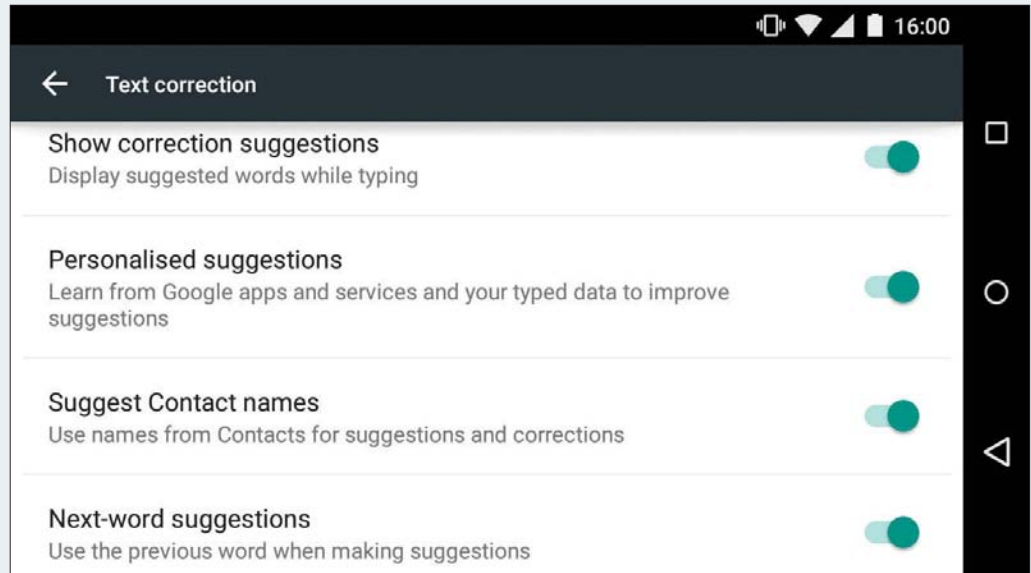 16:00
Text correction
Show correction suggestions
Display suggested words while typing
Personalised suggestions
Learn from Google apps and services and your typed data to improve
suggestions
Suggest Contact names
Use names from Contacts for suggestions and corrections
Next-word suggestions
Use the previous word when making suggestions